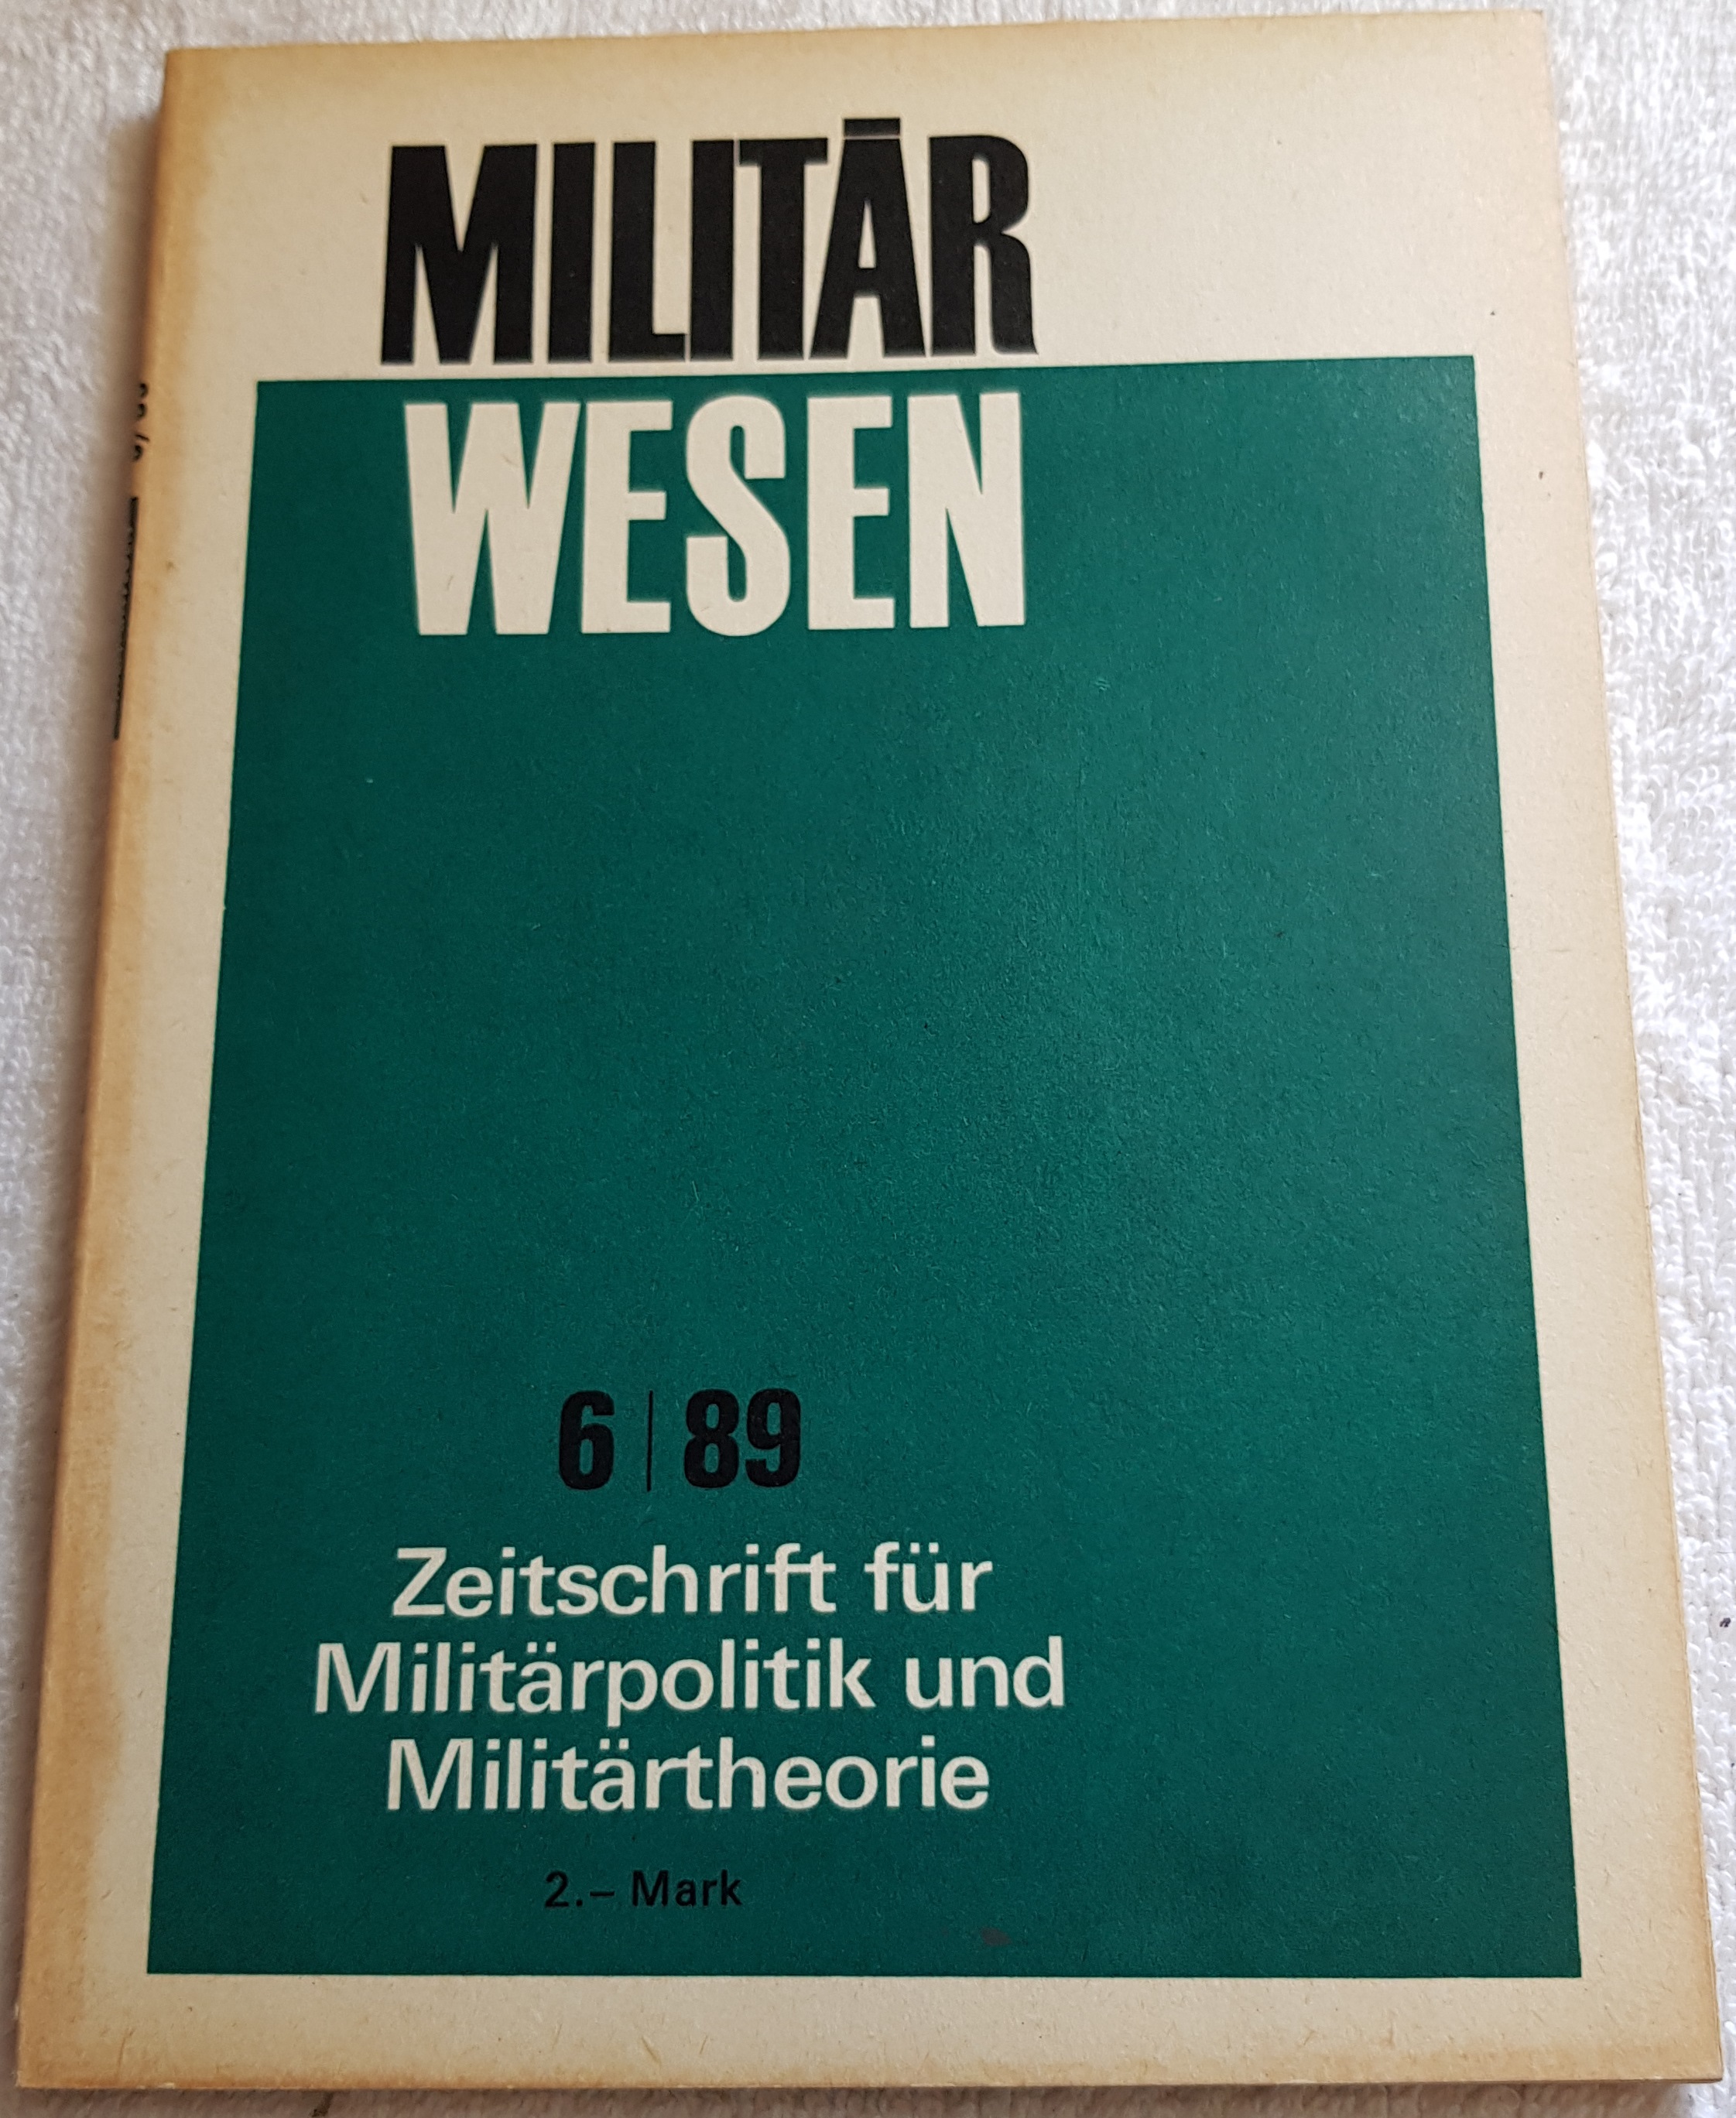 MILITÄR
WESEN
6 | 89
Zeitschrift für
Militärpolitik und
Militärtheorie
2.– Mark